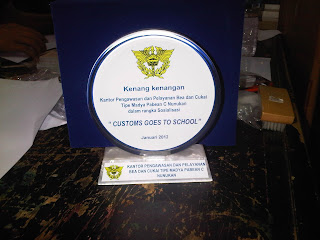 Kenang kenangan
Kantor Pengawasan dan Pelayanan Bea dan Cukai
Tipe Madya Pabean C Nunukan
dalam rangka Sosialisasi
" CUSTOMS GOES TO SCHOOL"
Januari 2013
KANTOR PENGAWASAN DAN PELAYANAN
BEA DAN CUKAI TIPE MADYA PABEAN C
NUNUKAN